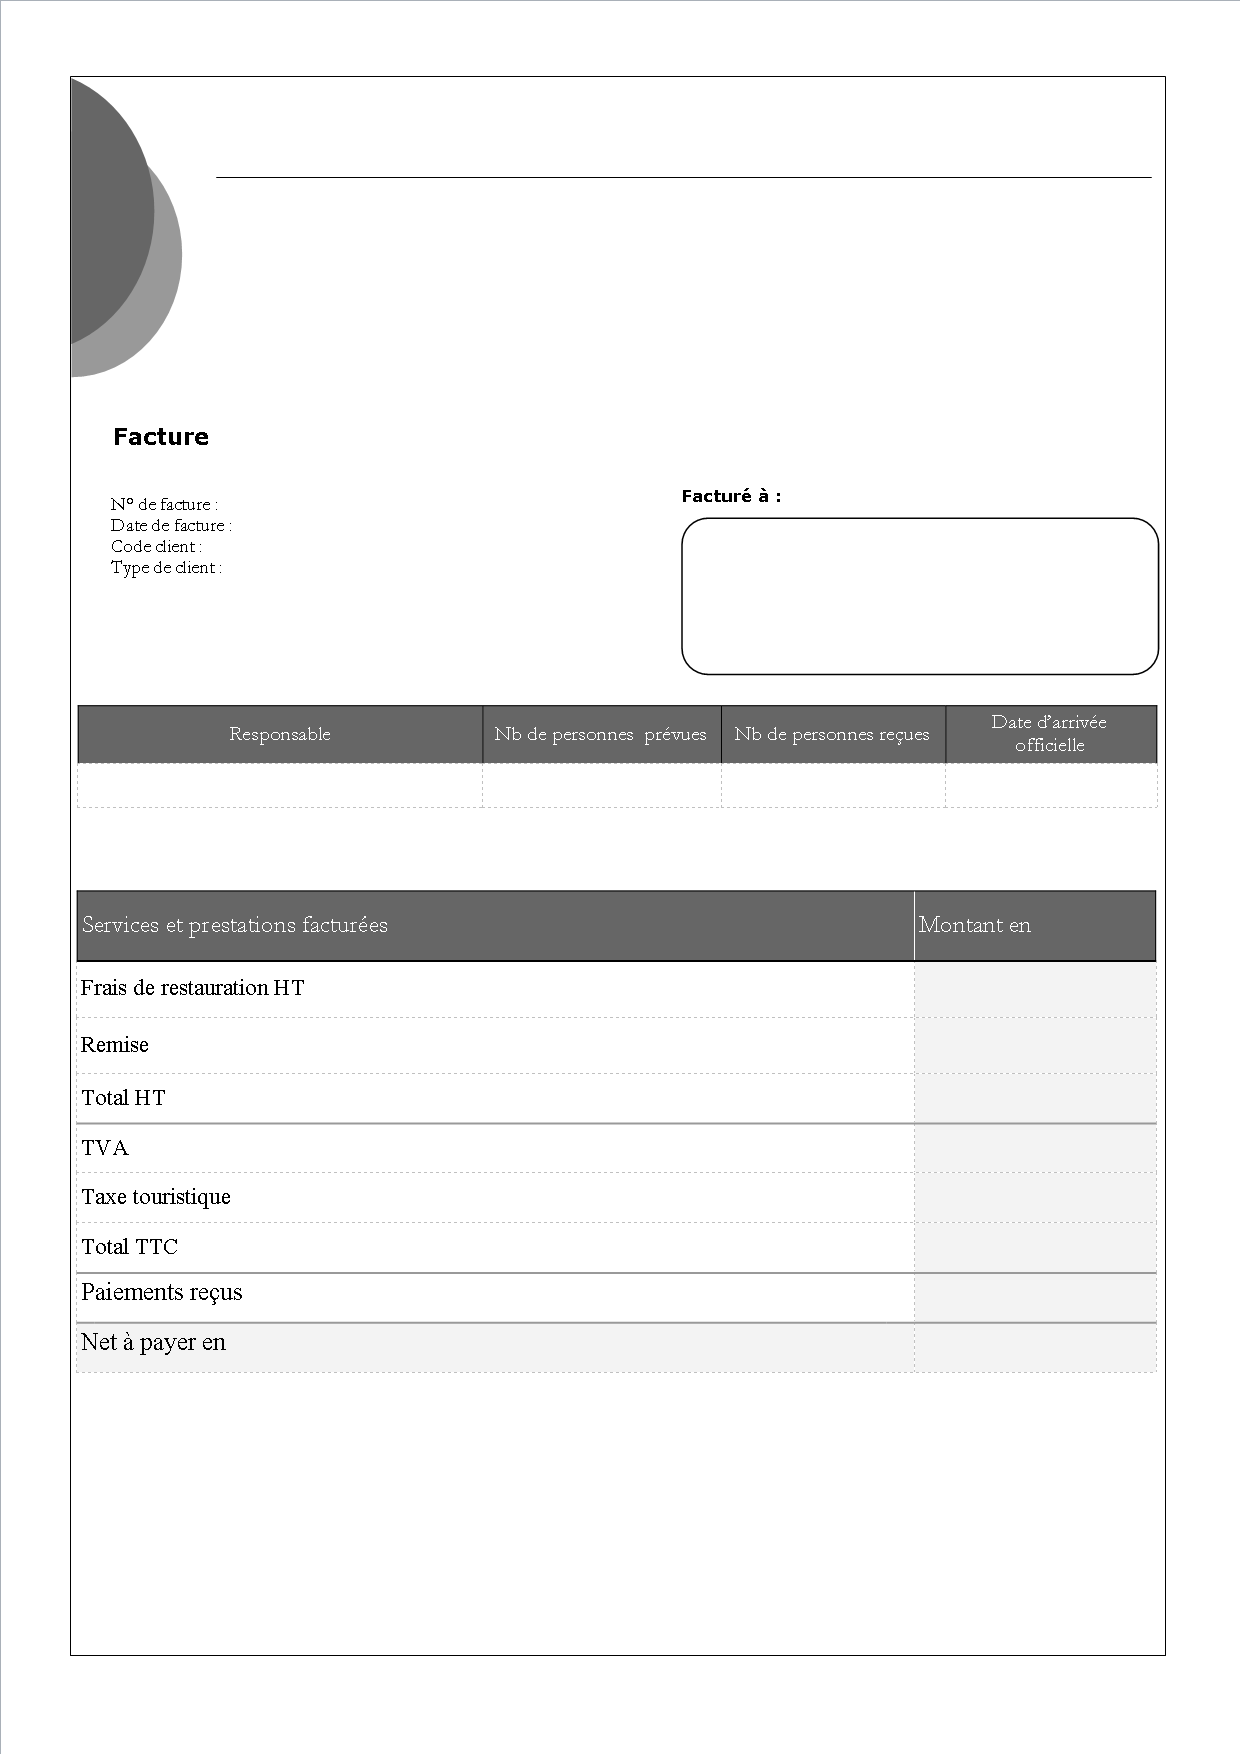 Facture
N° de facture :
Date de facture :
Code client :
Type de client :
Facturé à :
Responsable
Nb de personnes prévues
Nb de personnes reçues
Date d’arrivée
officielle
Services et prestations facturées
Montant en
Frais de restauration HT
Remise
Total HT
TVA
Taxe touristique
Total TTC
Paiements reçus
Net à payer en